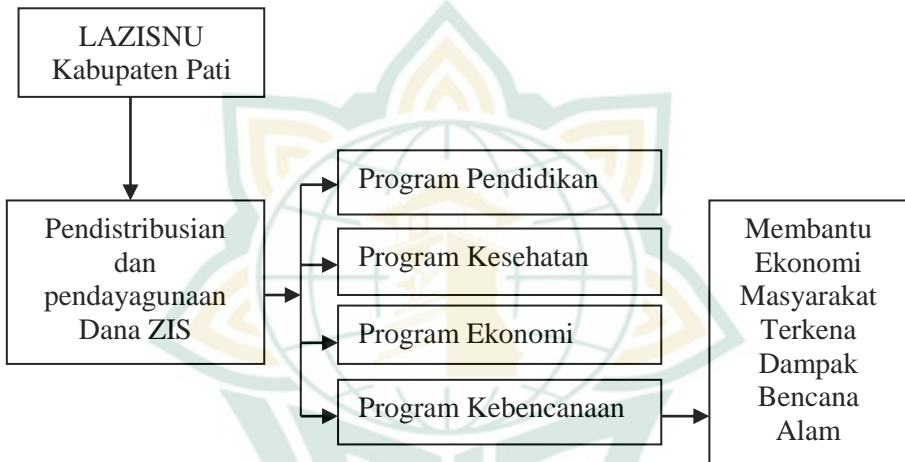 LAZISNU
Kabupaten Pati
Pendistribusian
dan
pendayagunaan
Dana ZIS
Program Pendidikan
Program Kesehatan
Program Ekonomi
Program Kebencanaan
Membantu
Ekonomi
Masyarakat
Terkena
Dampak
Bencana
Alam